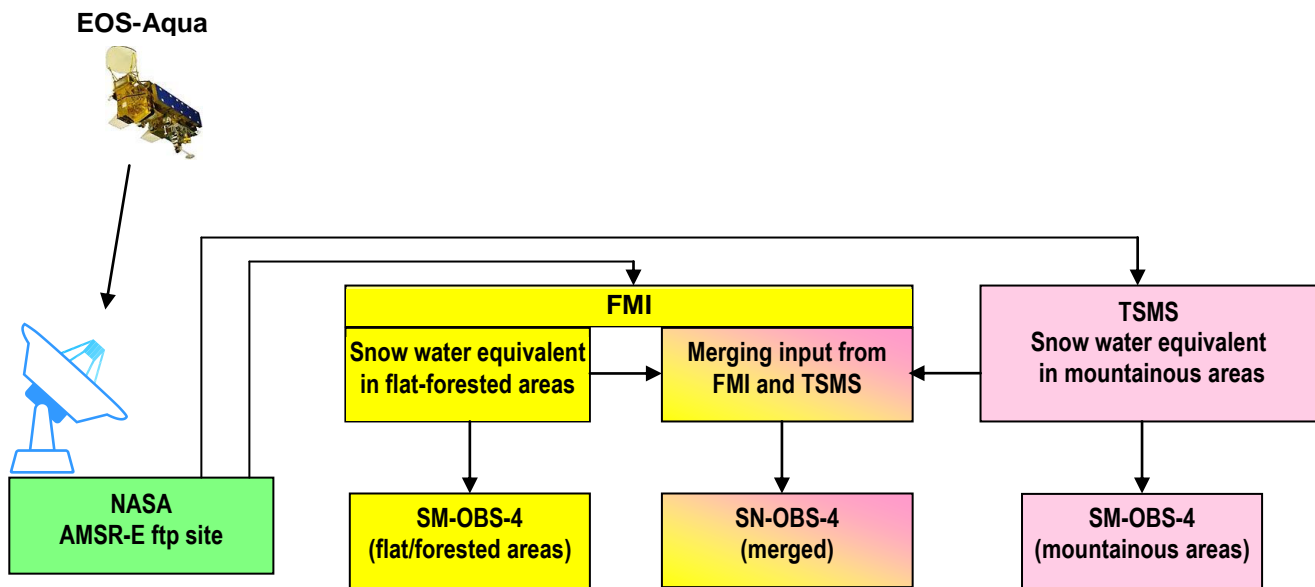 EOS-Aqua
FMI
Snow water equivalent
in flat-forested areas
Merging input from
FMI and TSMS
TSMS
Snow water equivalent
in mountainous areas
NASA
AMSR-E ftp site
SM-OBS-4
(flat/forested areas)
SN-OBS-4
(merged)
SM-OBS-4
(mountainous areas)